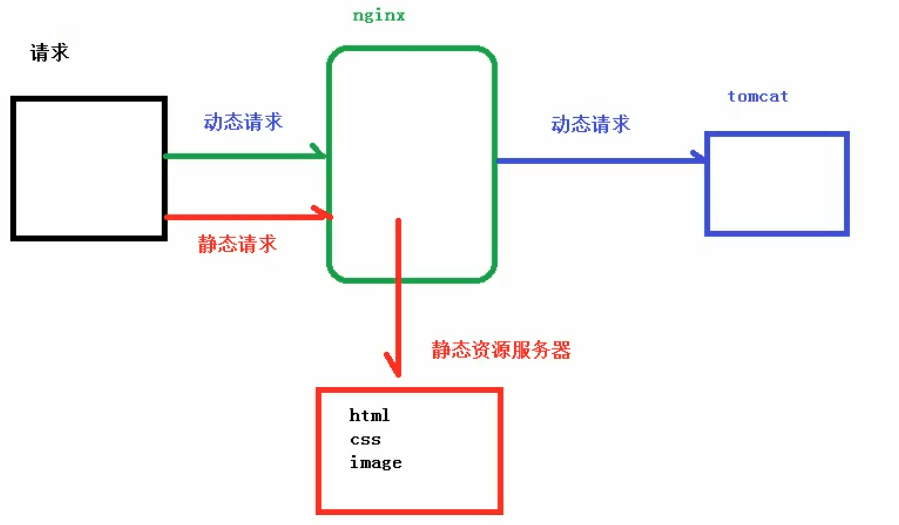 nginx
请求
tomcat
动态请求
动态请求
静态请求
静态资源服务器
html
css
image